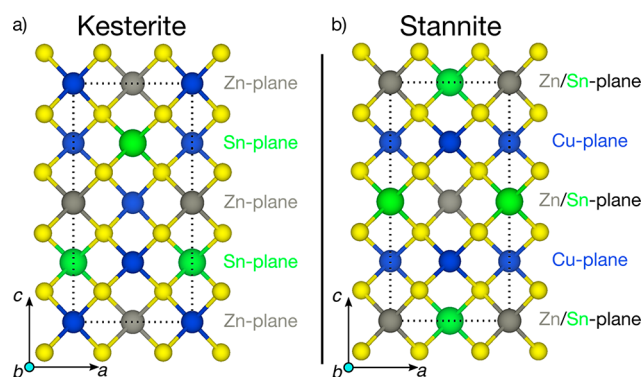 a) Kesterite
Zn-plane
Sn-plane
Zn-plane
Sn-plane
Zn-plane
c
b
a
b) Stannite
Zn/Sn-plane
Cu-plane
Zn/Sn-plane
Cu-plane
Zn/Sn-plane
c
b
a